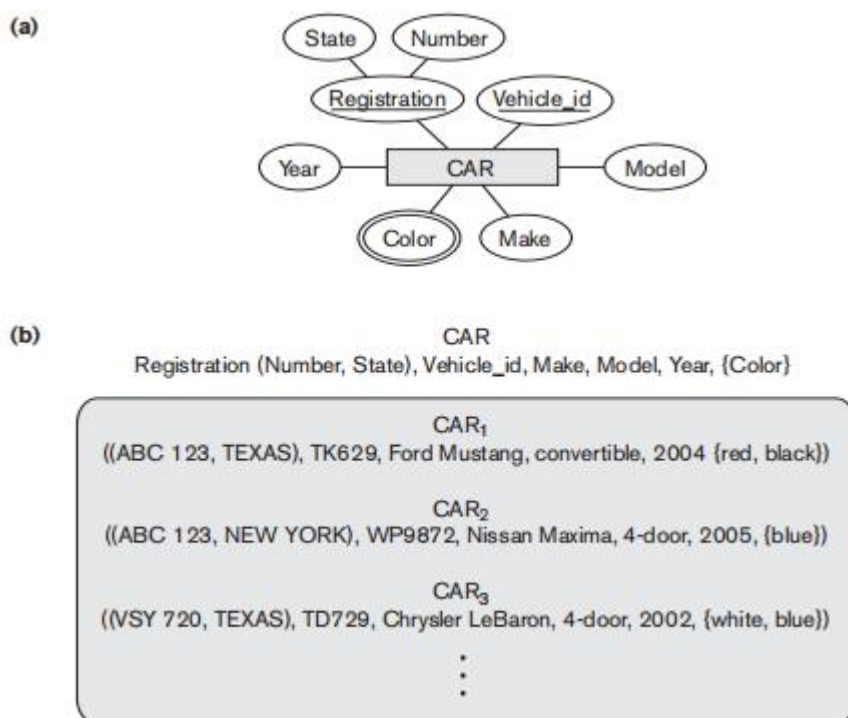 (a)
State Number
Registration Vehicle_id
Year CAR Model
Color Make
(b)
CAR
Registration (Number, State), Vehicle_id, Make, Model, Year, {Color}
CAR₁
((ABC 123, TEXAS), TK629, Ford Mustang, convertible, 2004 {red, black})
CAR₂
((ABC 123, NEW YORK), WP9872, Nissan Maxima, 4-door, 2005, {blue})
CAR₃
((VSY 720, TEXAS), TD729, Chrysler LeBaron, 4-door, 2002, {white, blue})